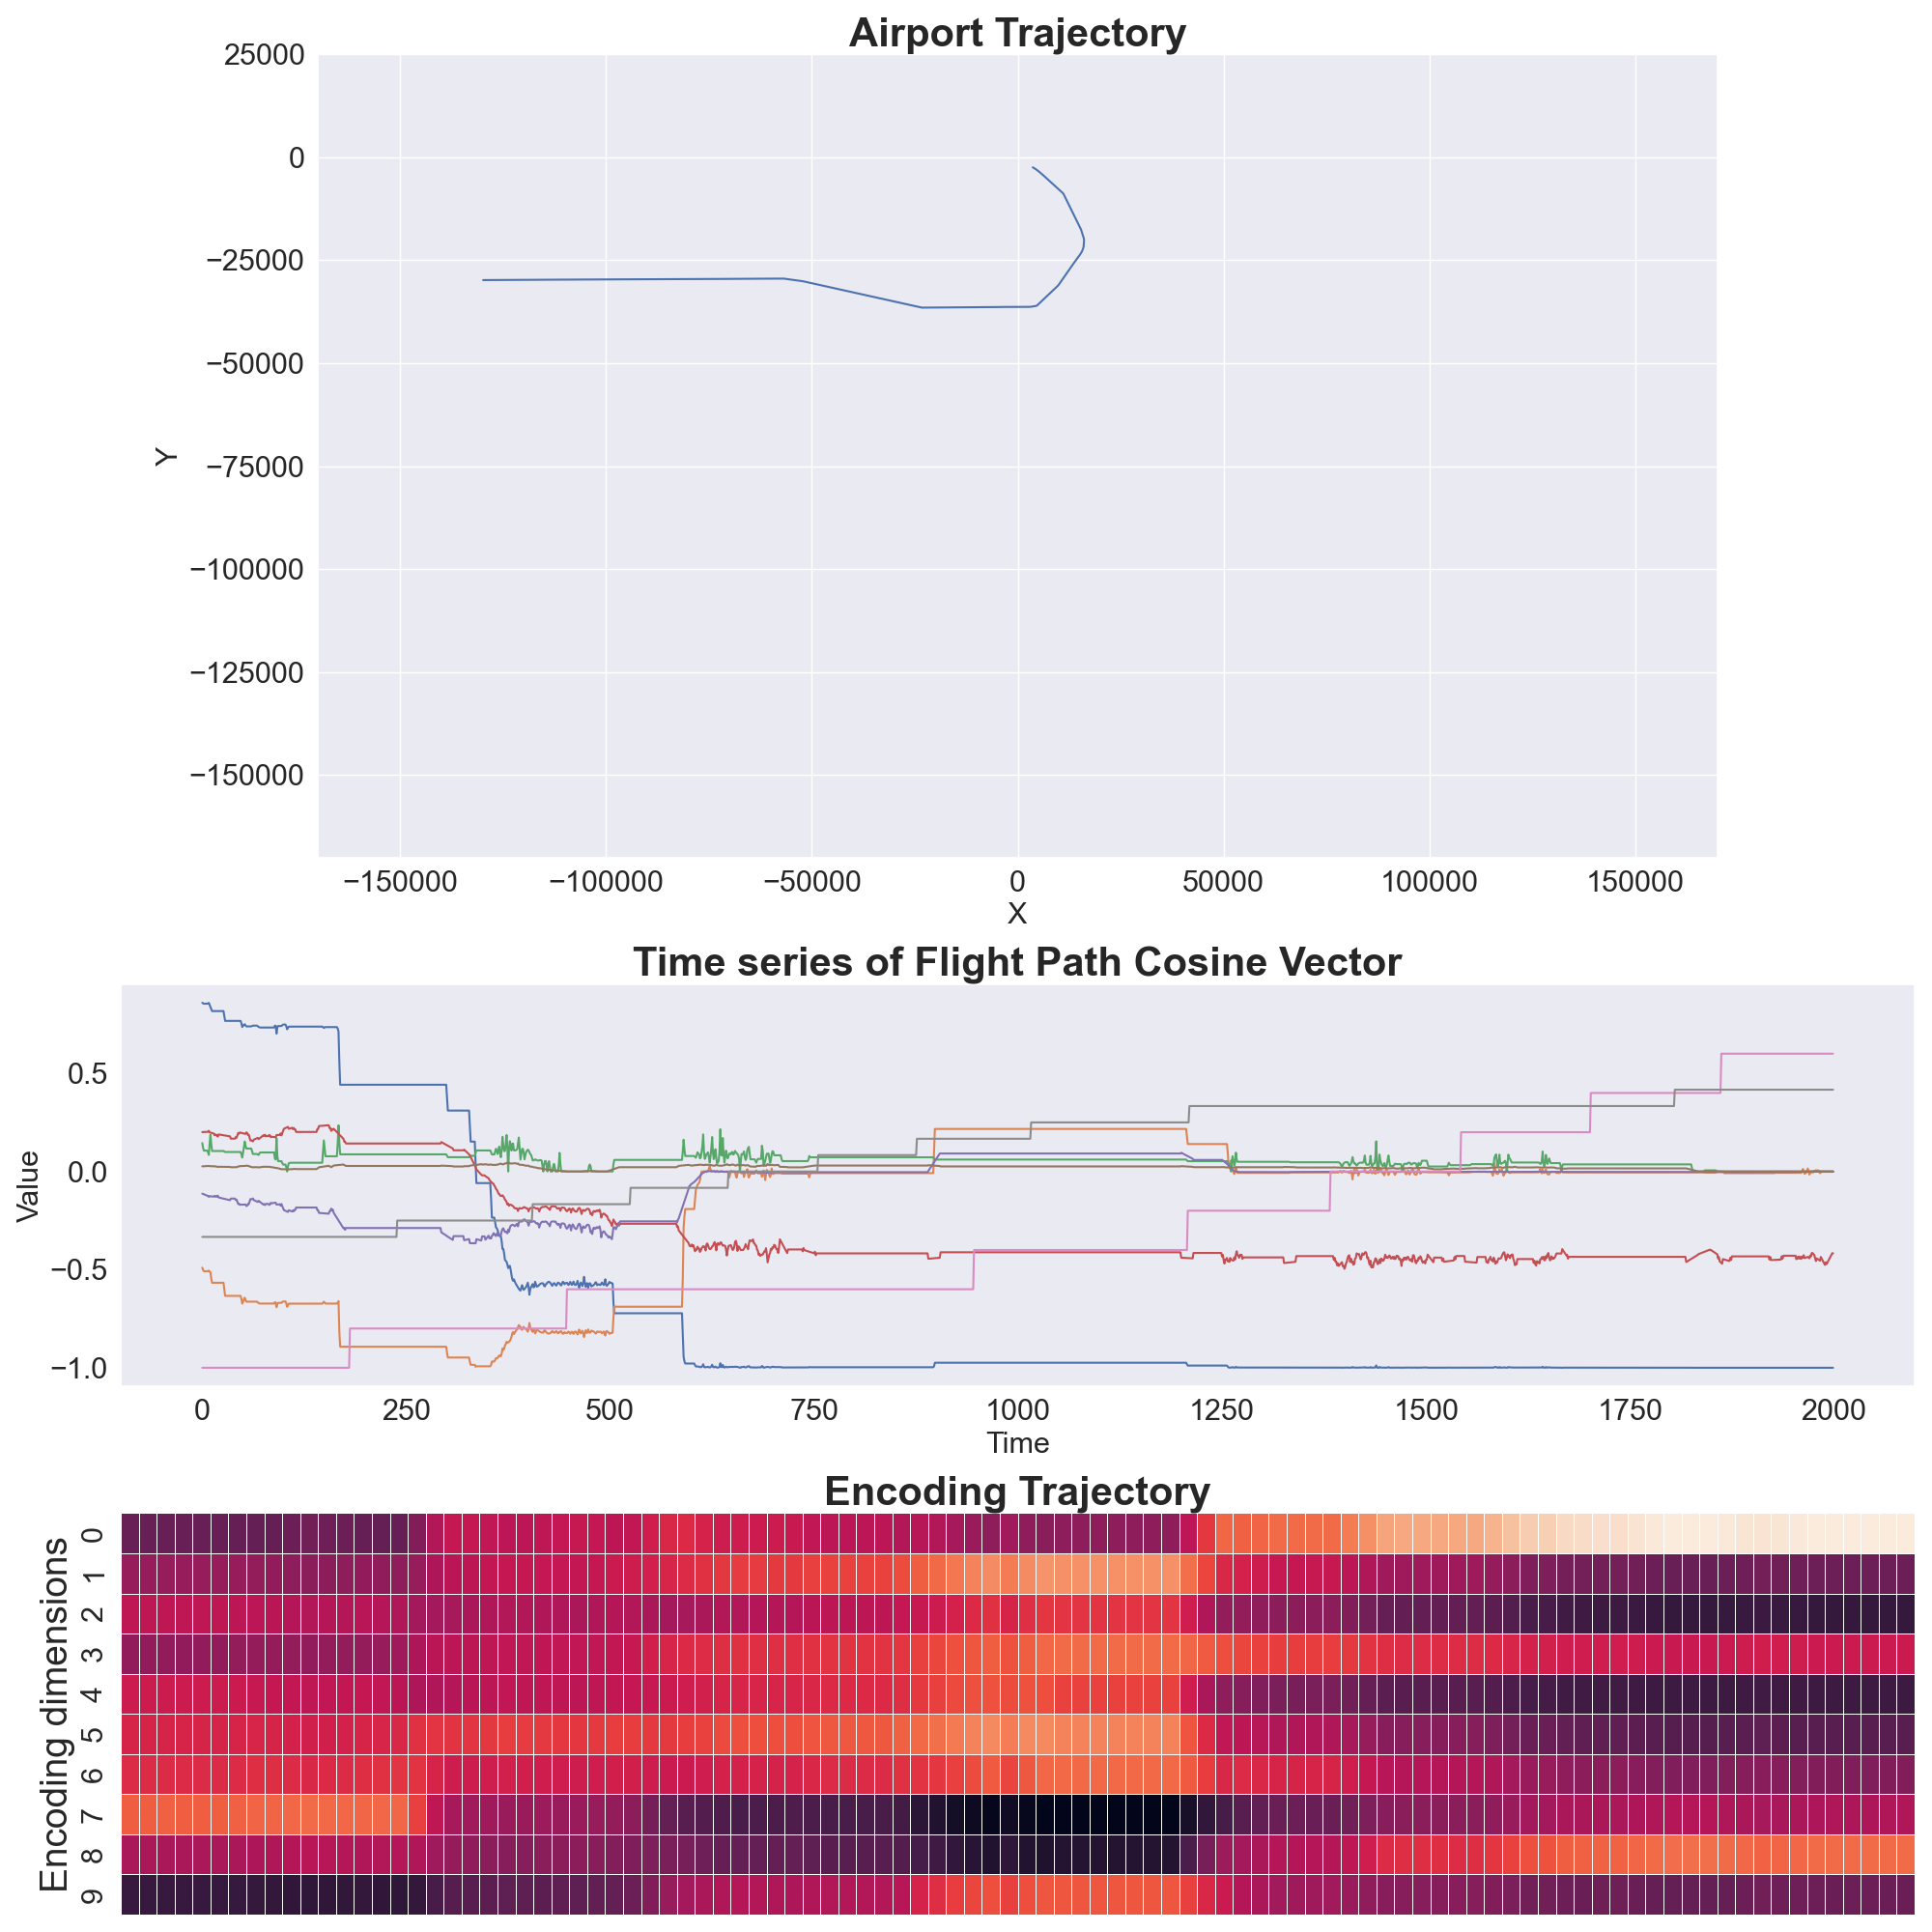 Airport Trajectory
25000
0
−25000
−50000
−75000
−100000
−125000
−150000
Y
−150000 −100000 −50000 0 50000 100000 150000
X
Time series of Flight Path Cosine Vector
0.5
0.0
−0.5
−1.0
Value
0 250 500 750 1000 1250 1500 1750 2000
Time
Encoding Trajectory
Encoding dimensions
0
1
2
3
4
5
6
7
8
9